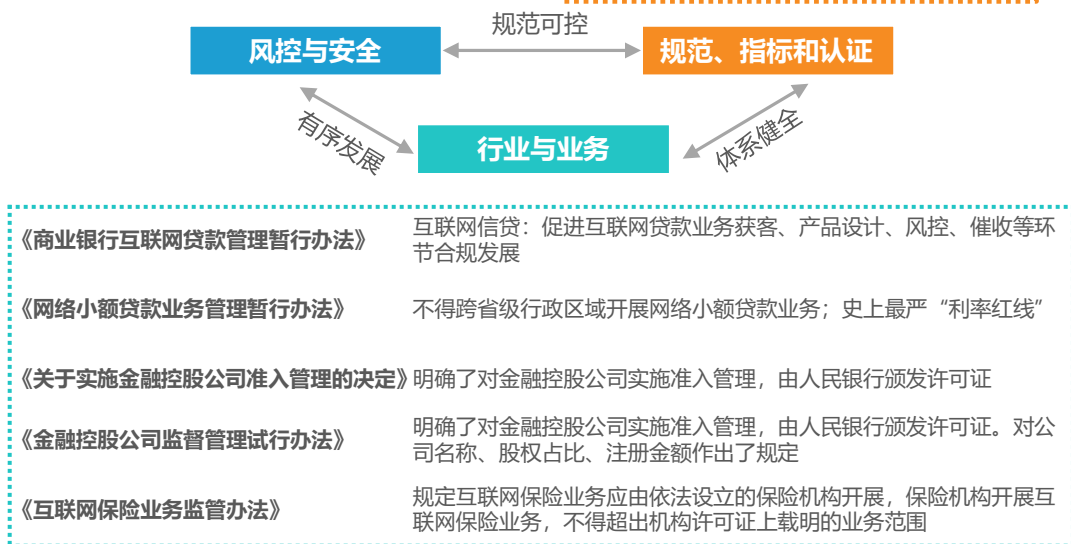 规范可控
风控与安全
规范、指标和认证
有序发展
体系健全
行业与业务
《商业银行互联网贷款管理暂行办法》
互联网信贷：促进互联网贷款业务获客、产品设计、风控、催收等环
节合规发展
《网络小额贷款业务管理暂行办法》
不得跨省级行政区域开展网络小额贷款业务；史上最严“利率红线”
《关于实施金融控股公司准入管理的决定》
明确了对金融控股公司实施准入管理，由人民银行颁发许可证
《金融控股公司监督管理试行办法》
明确了对金融控股公司实施准入管理，由人民银行颁发许可证。对公
司名称、股权占比、注册金额作出了规定
《互联网保险业务监管办法》
规定互联网保险业务应由依法设立的保险机构开展，保险机构开展互
联网保险业务，不得超出机构许可证上载明的业务范围